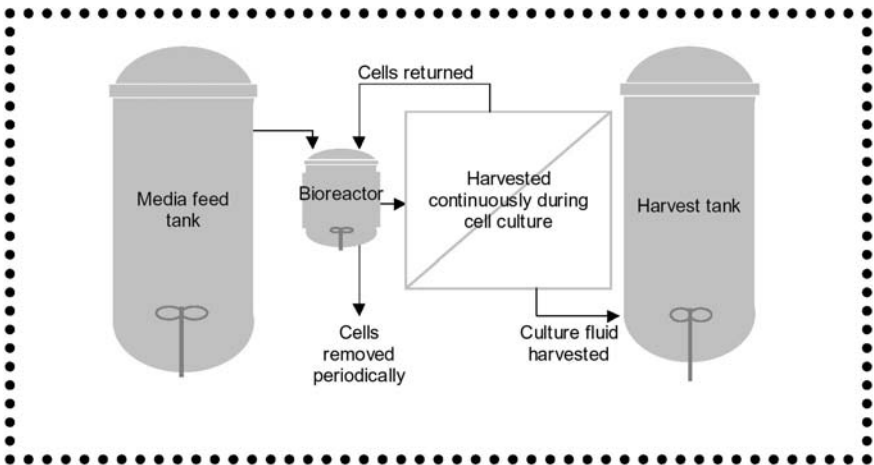 Cells returned
Media feed
tank
Bioreactor
Harvested
continuously during
cell culture
Harvest tank
Cells
removed
periodically
Culture fluid
harvested